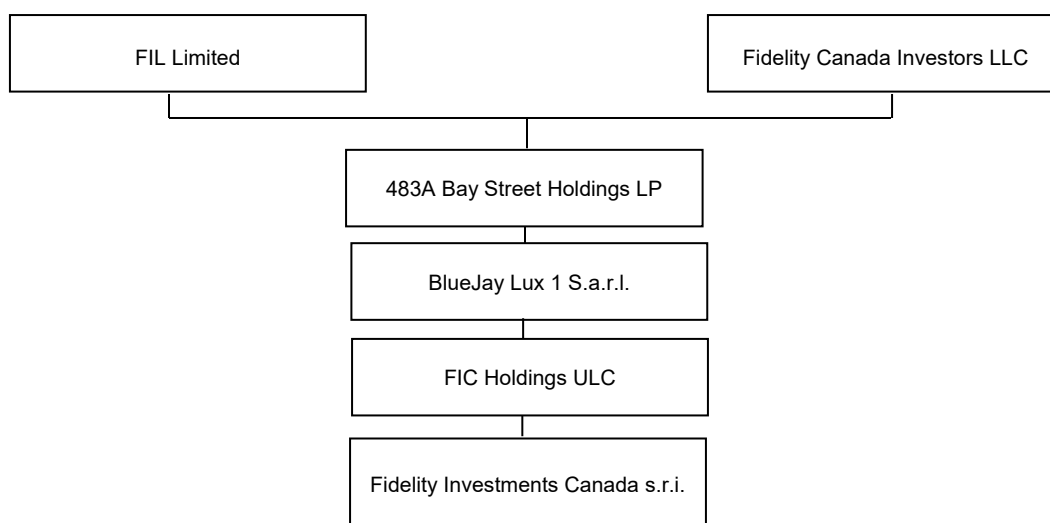 FIL Limited
Fidelity Canada Investors LLC
483A Bay Street Holdings LP
BlueJay Lux 1 S.a.r.l.
FIC Holdings ULC
Fidelity Investments Canada s.r.i.